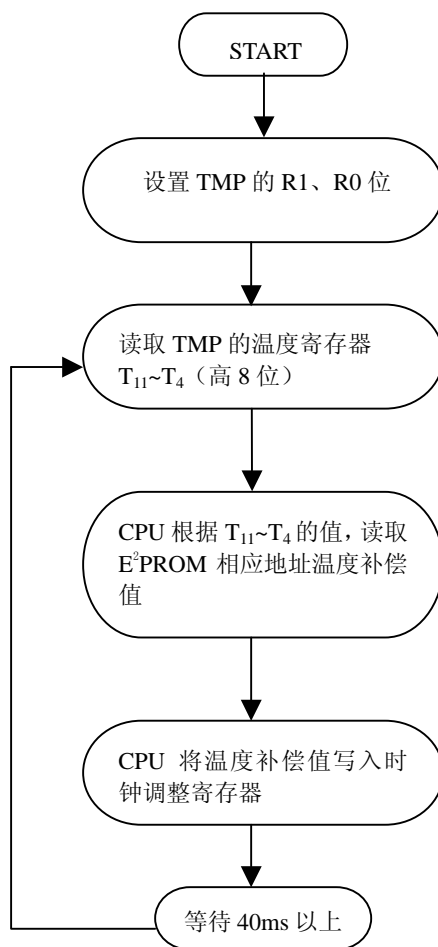 START
设置 TMP 的 R1、R0 位
读取 TMP 的温度寄存器
T₁₁~T₄（高 8 位）
CPU 根据 T₁₁~T₄ 的值，读取
E²PROM 相应地址温度补偿
值
CPU 将温度补偿值写入时
钟调整寄存器
等待 40ms 以上